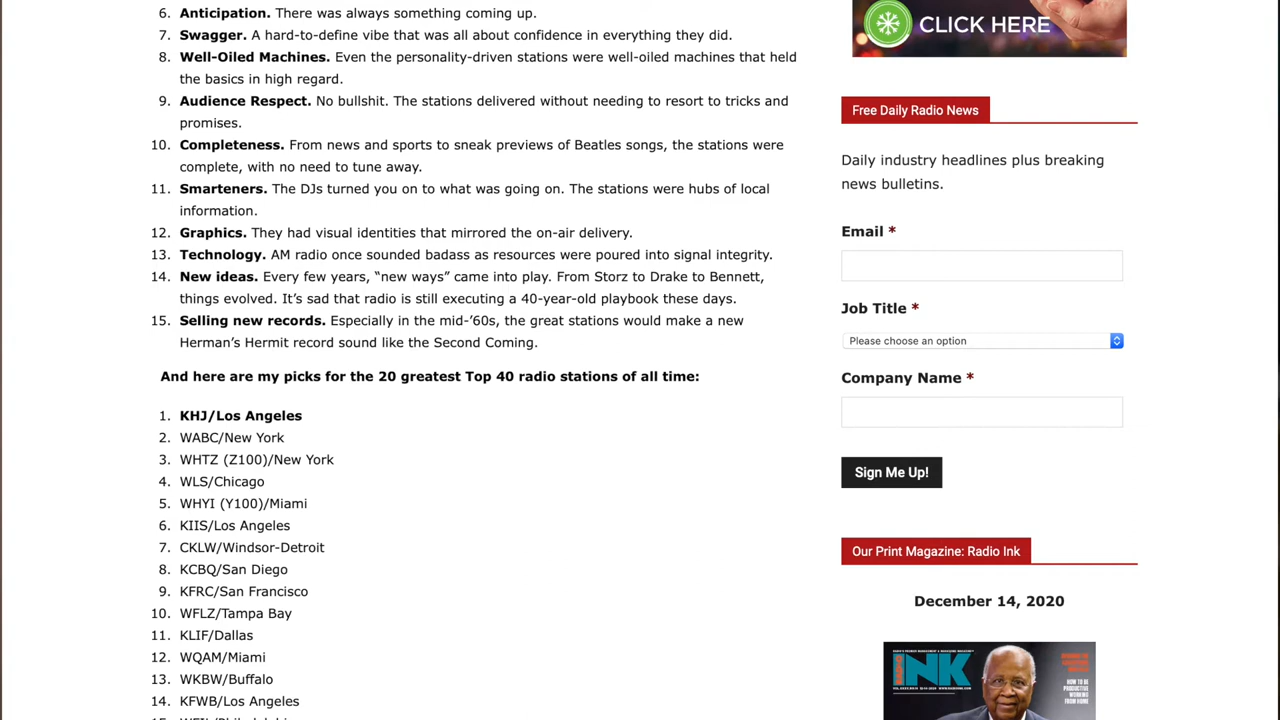 6. Anticipation. There was always something coming up.
7. Swagger. A hard-to-define vibe that was all about confidence in everything they did.
8. Well-Oiled Machines. Even the personality-driven stations were well-oiled machines that held
the basics in high regard.
9. Audience Respect. No bullshit. The stations delivered without needing to resort to tricks and
promises.
10. Completeness. From news and sports to sneak previews of Beatles songs, the stations were
complete, with no need to tune away.
11. Smarteners. The DJs turned you on to what was going on. The stations were hubs of local
information.
12. Graphics. They had visual identities that mirrored the on-air delivery.
13. Technology. AM radio once sounded badass as resources were poured into signal integrity.
14. New ideas. Every few years, “new ways” came into play. From Storz to Drake to Bennett,
things evolved. It’s sad that radio is still executing a 40-year-old playbook these days.
15. Selling new records. Especially in the mid-’60s, the great stations would make a new
Herman’s Hermit record sound like the Second Coming.
And here are my picks for the 20 greatest Top 40 radio stations of all time:
1. KHJ/Los Angeles
2. WABC/New York
3. WHTZ (Z100)/New York
4. WLS/Chicago
5. WHYI (Y100)/Miami
6. KIIS/Los Angeles
7. CKLW/Windsor-Detroit
8. KCBQ/San Diego
9. KFRC/San Francisco
10. WFLZ/Tampa Bay
11. KLIF/Dallas
12. WQAM/Miami
13. WKBW/Buffalo
14. KFWB/Los Angeles
CLICK HERE
Free Daily Radio News
Daily industry headlines plus breaking
news bulletins.
Email *
Job Title *
Please choose an option
Company Name *
Sign Me Up!
Our Print Magazine: Radio Ink
December 14, 2020
RADIO INK
HOW TO BE
PRODUCTIVE
WORKING
FROM HOME